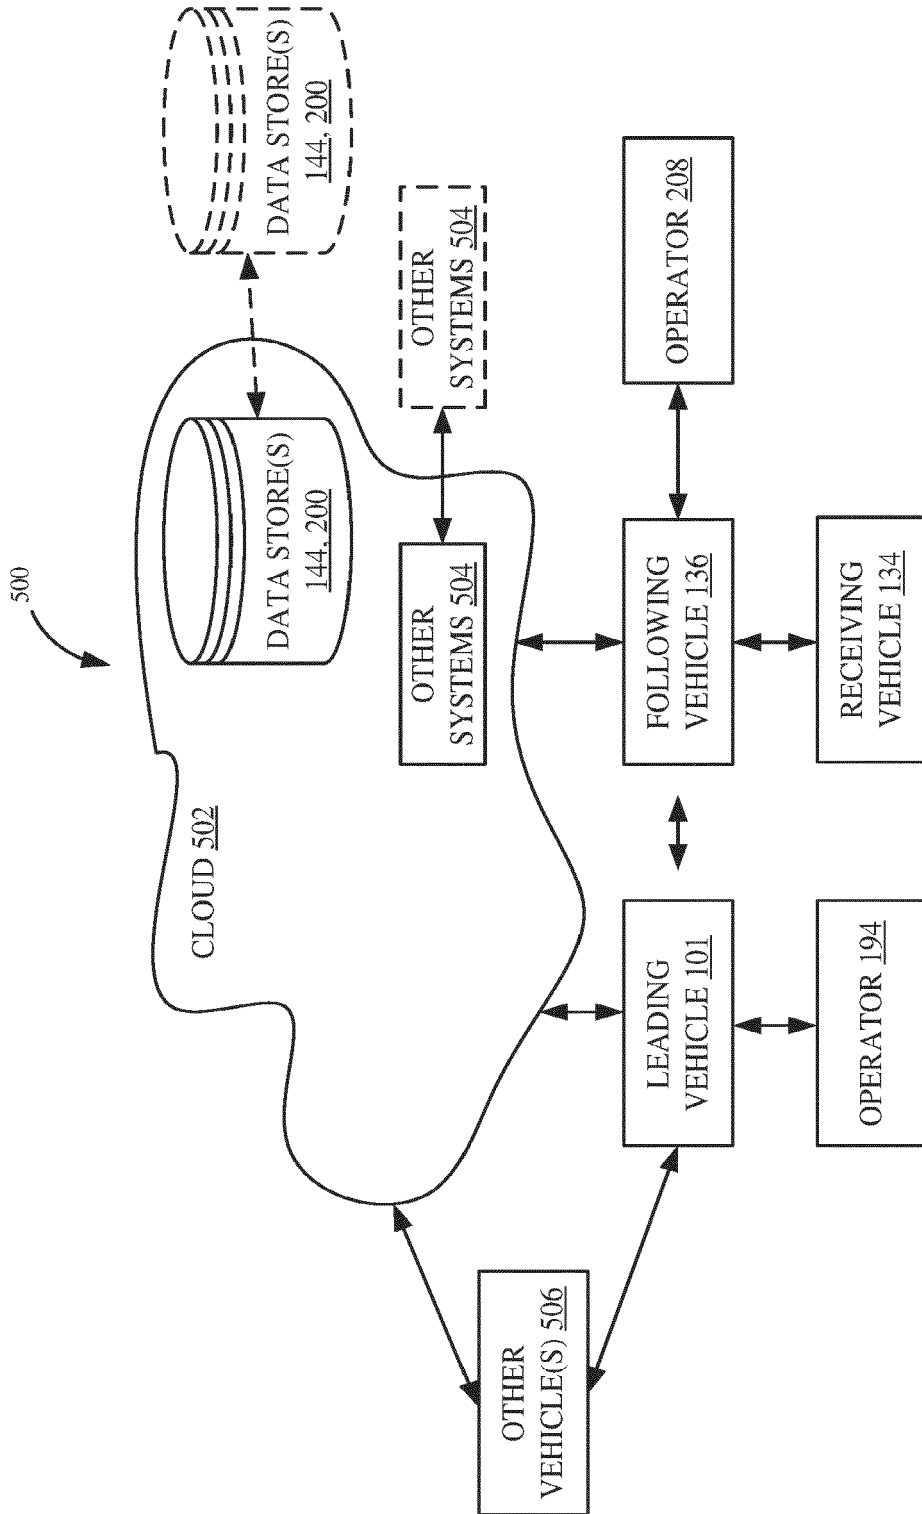 500
CLOUD 502
DATA STORE(S)
144, 200
DATA STORE(S)
144, 200
OTHER
SYSTEMS 504
OTHER
SYSTEMS 504
OTHER
VEHICLE(S) 506
LEADING
VEHICLE 101
FOLLOWING
VEHICLE 136
OPERATOR 208
OPERATOR 194
RECEIVING
VEHICLE 134